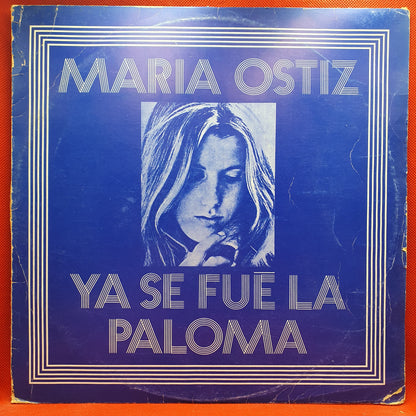 MARIA OSTIZ
YA SE FUÉ LA
PALOMA